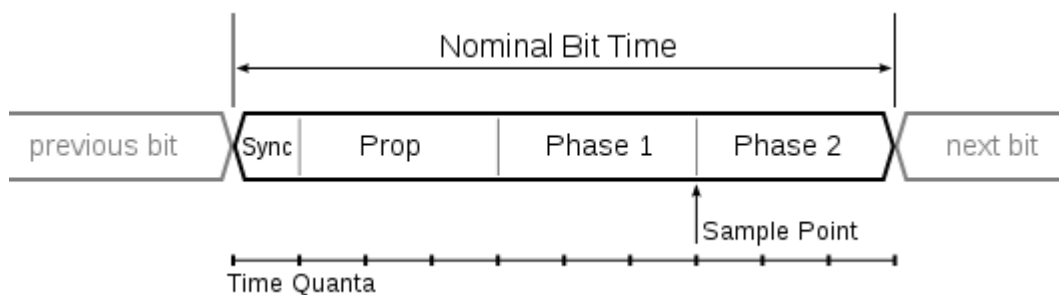 Nominal Bit Time
previous bit
Sync
Prop
Phase 1
Phase 2
next bit
Sample Point
Time Quanta